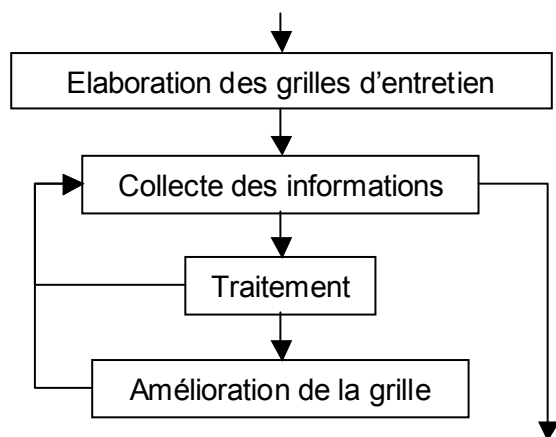 Elaboration des grilles d’entretien
Collecte des informations
Traitement
Amélioration de la grille